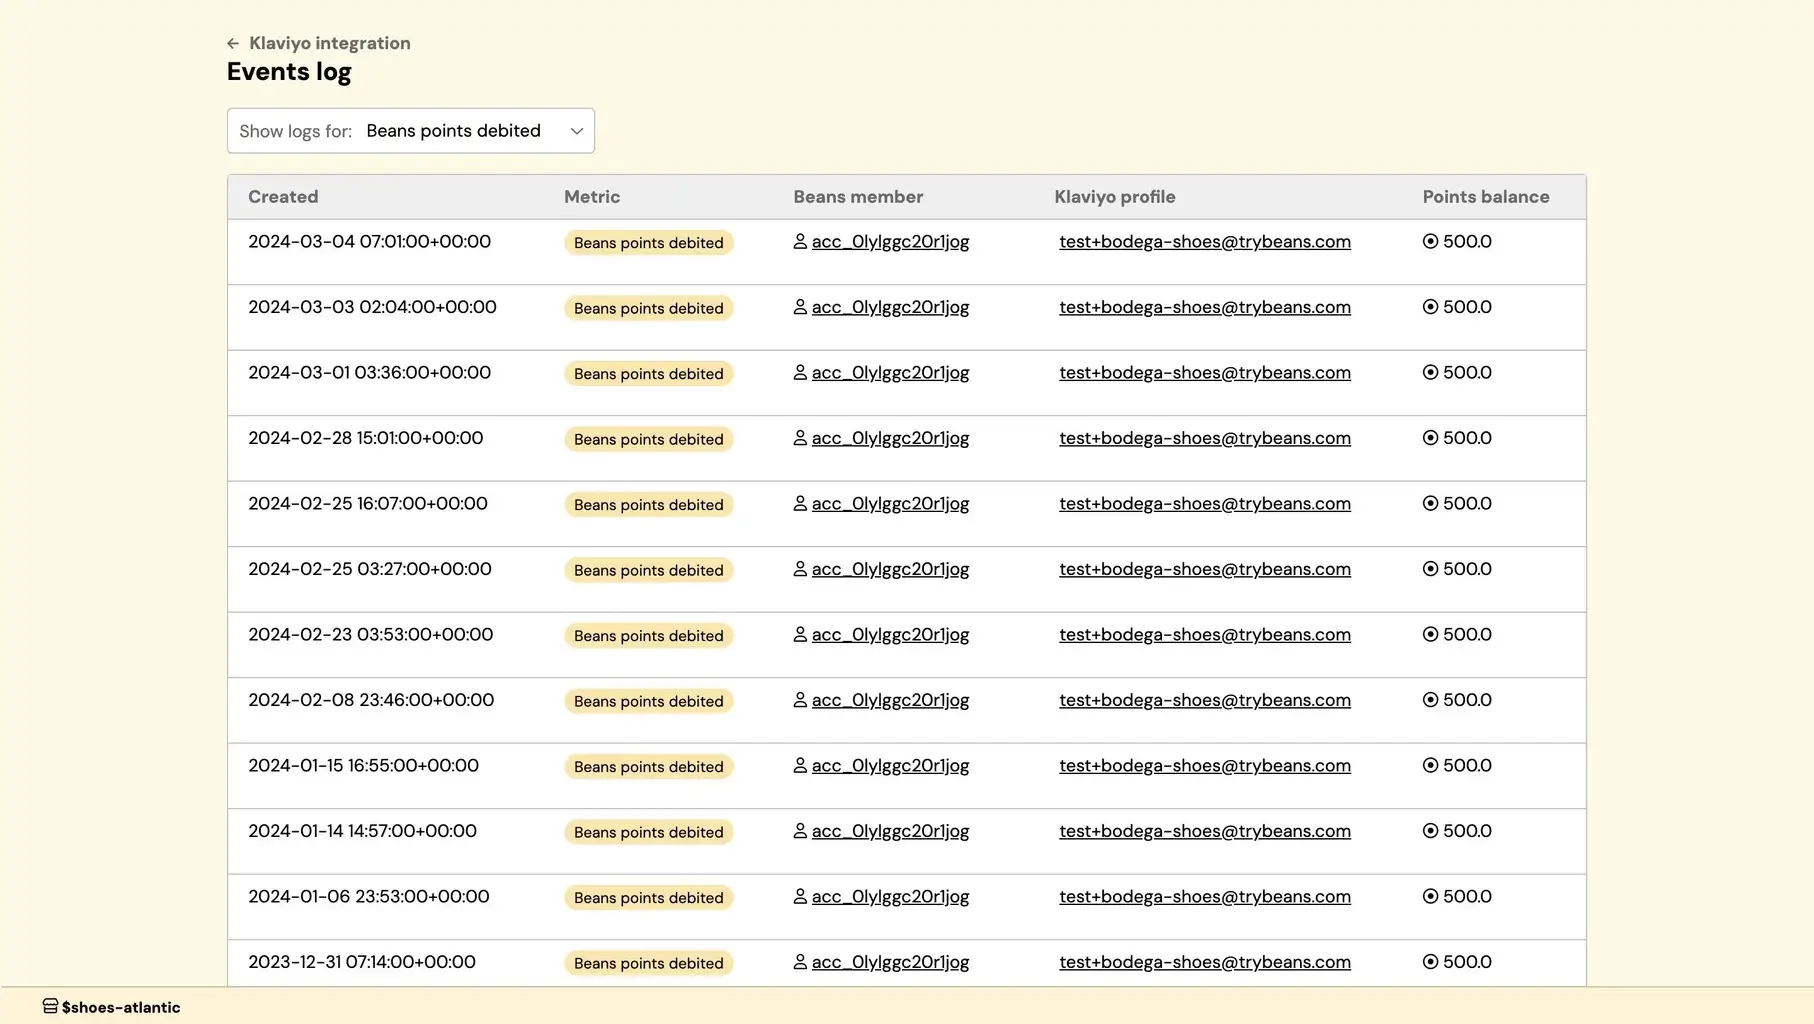 ← Klaviyo integration
Events log
Show logs for: Beans points debited
Created Metric Beans member Klaviyo profile Points balance
2024-03-04 07:01:00+00:00 Beans points debited acc_0lylggc20r1jog test+bodega-shoes@trybeans.com 500.0
2024-03-03 02:04:00+00:00 Beans points debited acc_0lylggc20r1jog test+bodega-shoes@trybeans.com 500.0
2024-03-01 03:36:00+00:00 Beans points debited acc_0lylggc20r1jog test+bodega-shoes@trybeans.com 500.0
2024-02-28 15:01:00+00:00 Beans points debited acc_0lylggc20r1jog test+bodega-shoes@trybeans.com 500.0
2024-02-25 16:07:00+00:00 Beans points debited acc_0lylggc20r1jog test+bodega-shoes@trybeans.com 500.0
2024-02-25 03:27:00+00:00 Beans points debited acc_0lylggc20r1jog test+bodega-shoes@trybeans.com 500.0
2024-02-23 03:53:00+00:00 Beans points debited acc_0lylggc20r1jog test+bodega-shoes@trybeans.com 500.0
2024-02-08 23:46:00+00:00 Beans points debited acc_0lylggc20r1jog test+bodega-shoes@trybeans.com 500.0
2024-01-15 16:55:00+00:00 Beans points debited acc_0lylggc20r1jog test+bodega-shoes@trybeans.com 500.0
2024-01-14 14:57:00+00:00 Beans points debited acc_0lylggc20r1jog test+bodega-shoes@trybeans.com 500.0
2024-01-06 23:53:00+00:00 Beans points debited acc_0lylggc20r1jog test+bodega-shoes@trybeans.com 500.0
2023-12-31 07:14:00+00:00 Beans points debited acc_0lylggc20r1jog test+bodega-shoes@trybeans.com 500.0
$shoes-atlantic